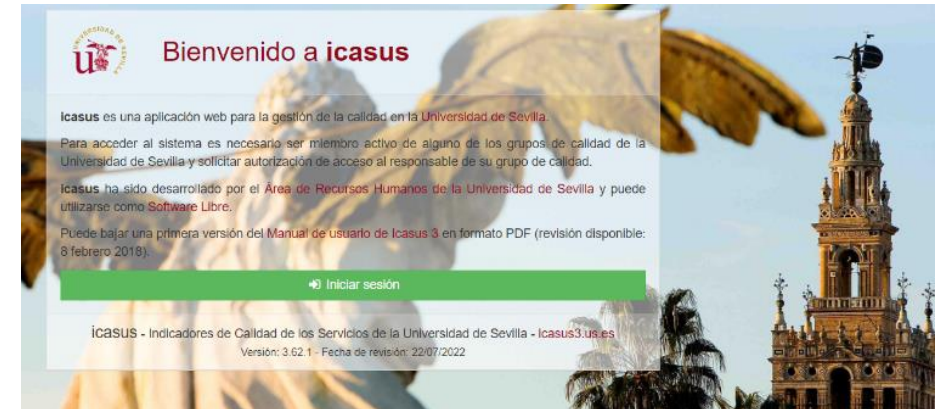 UNIVERSIDAD DE SEVILLA
Bienvenido a icasus
Icasus es una aplicación web para la gestión de la calidad en la Universidad de Sevilla.
Para acceder al sistema es necesario ser miembro activo de alguno de los grupos de calidad de la
Universidad de Sevilla y solicitar autorización de acceso al responsable de su grupo de calidad.
Icasus ha sido desarrollado por el Área de Recursos Humanos de la Universidad de Sevilla y puede
utilizarse como Software Libre.
Puede bajar una primera versión del Manual de usuario de Icasus 3 en formato PDF (revisión disponible:
8 febrero 2018).
Iniciar sesión
icasus - Indicadores de Calidad de los Servicios de la Universidad de Sevilla - Icasus3.us.es
Versión: 3.62.1 - Fecha de revisión: 22/07/2022